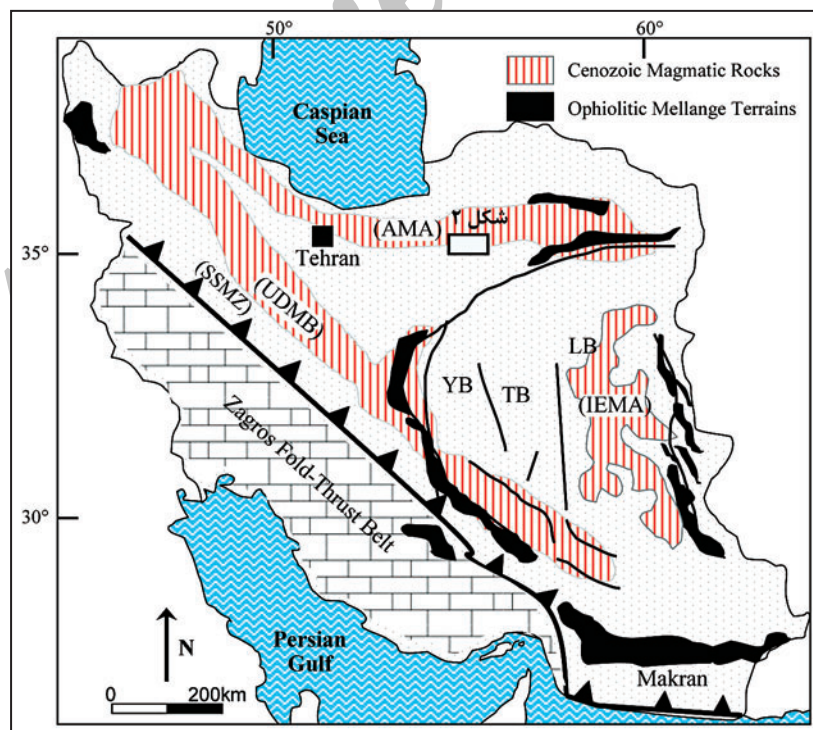 50°
60°
Cenozoic Magmatic Rocks
Ophiolitic Mellange Terrains
Caspian
Sea
شکل ۲
(AMA)
Tehran
35°
(SSMZ)
(UDMB)
LB
YB
TB
(IEMA)
Zagros Fold-Thrust Belt
30°
N
Persian
Gulf
Makran
0
200km